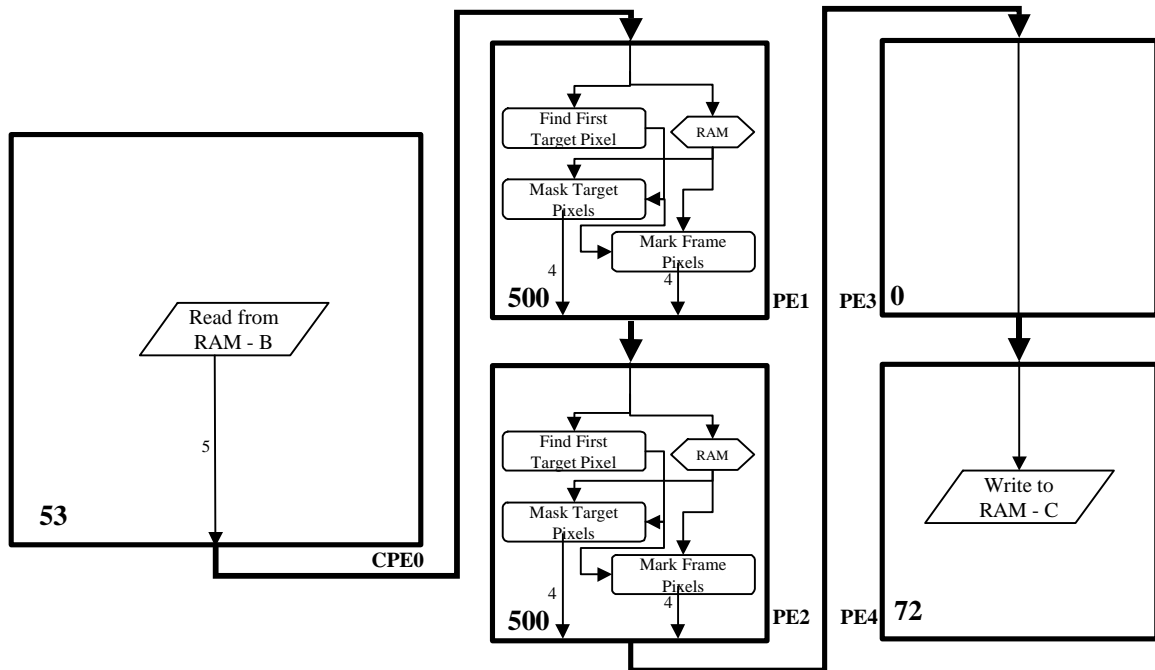 Read from
RAM - B
5
53
CPE0
Find First
Target Pixel
RAM
Mask Target
Pixels
Mark Frame
Pixels
4
4
500
PE1
Find First
Target Pixel
RAM
Mask Target
Pixels
Mark Frame
Pixels
4
4
500
PE2
PE3
0
Write to
RAM - C
PE4
72